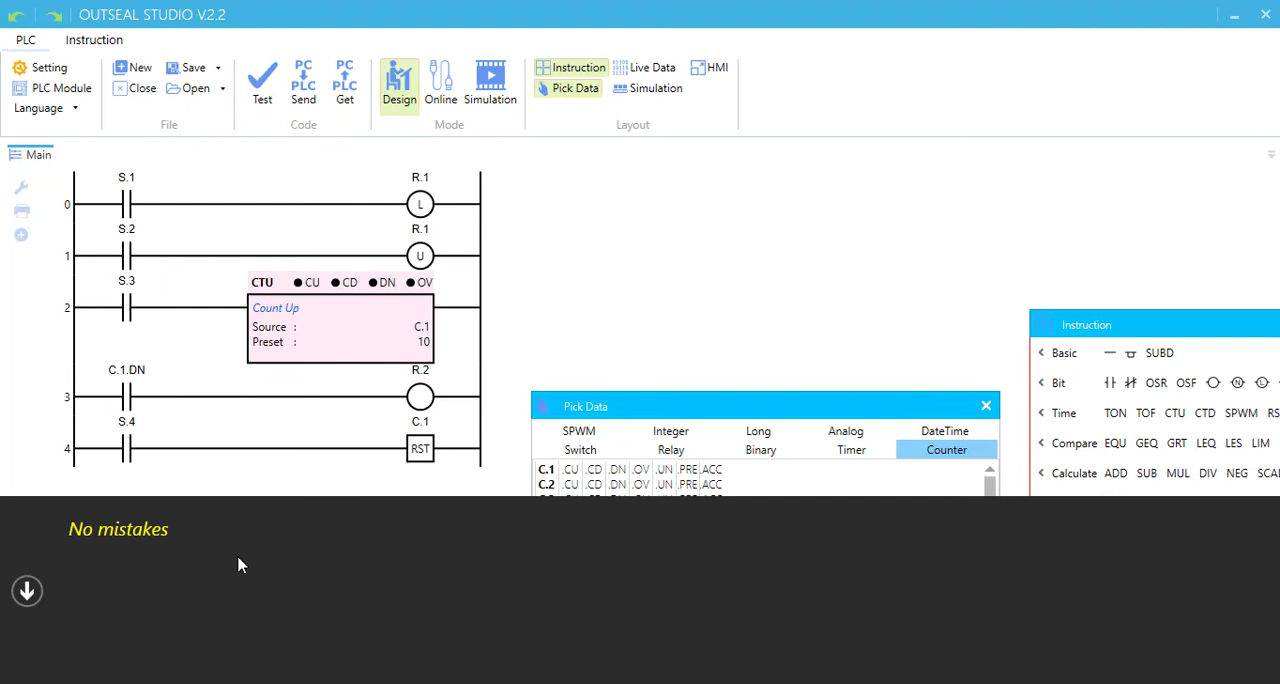 OUTSEAL STUDIO V.2.2
PLC Instruction
Setting
PLC Module
Language
New Save
Close Open
File
Test
PC PLC Send
PC PLC Get
Code
Design Online Simulation
Mode
Instruction Live Data HMI
Pick Data Simulation
Layout
Main
S.1 R.1
0 L
S.2 R.1
1 U
S.3 CTU CU CD DN OV
2 Count Up
Source : C.1
Preset : 10
C.1.DN R.2
3
S.4 C.1
4 RST
Pick Data
SPWM Integer Long Analog DateTime
Switch Relay Binary Timer Counter
C.1 .CU .CD .DN .OV .UN .PRE .ACC
C.2 .CU .CD .DN .OV .UN .PRE .ACC
Instruction
Basic SUBD
Bit OSR OSF N L
Time TON TOF CTU CTD SPWM RS
Compare EQU GEQ GRT LEQ LES LIM
Calculate ADD SUB MUL DIV NEG SCAL
No mistakes